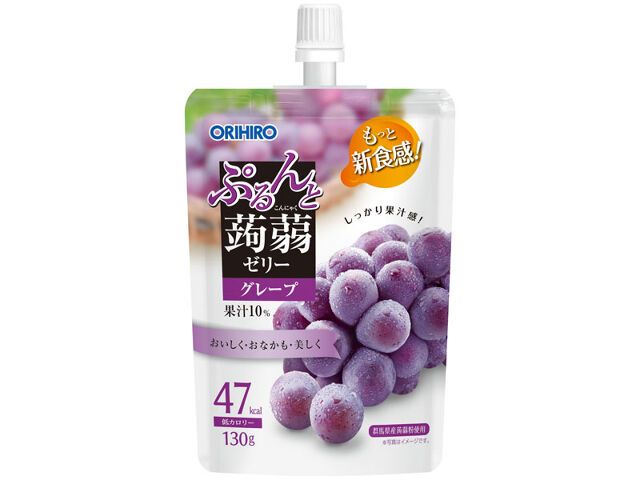 ORIHIRO
もっと
新食感!
ぷるんと
こんにゃく
蒟蒻
ゼリー
グレープ
果汁10%
しっかり果汁感!
おいしく・おなかも・美しく
47kcal
低カロリー
130g
群馬県産蒟蒻粉使用
※写真はイメージです。